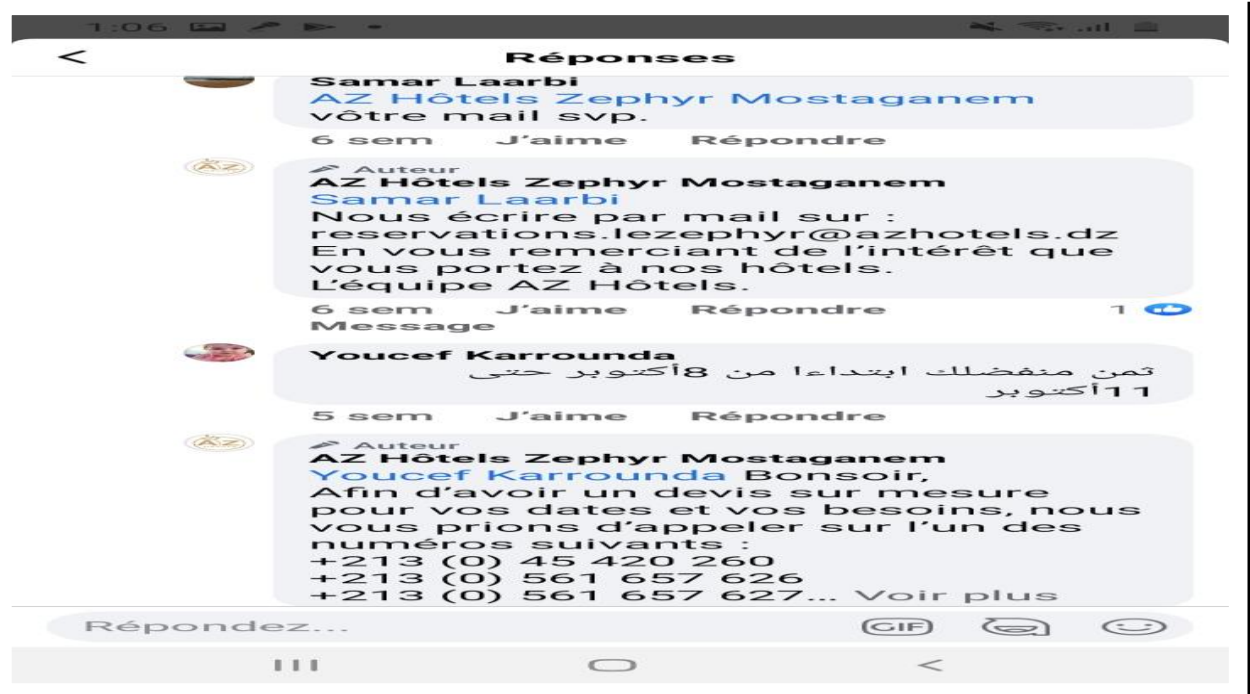 1:06
Réponses
Samar Laarbi
AZ Hôtels Zephyr Mostaganem
vôtre mail svp.
6 sem J'aime Répondre
AZ
Auteur
AZ Hôtels Zephyr Mostaganem
Samar Laarbi
Nous écrire par mail sur :
reservations.lezephyr@azhotels.dz
En vous remerciant de l'intérêt que
vous portez à nos hôtels.
L'équipe AZ Hôtels.
6 sem J'aime Répondre 1
Message
Youcef Karrounda
ثمن منفضلك ابتداءا من 8أكتوبر حتى
11أكتوبر
5 sem J'aime Répondre
AZ
Auteur
AZ Hôtels Zephyr Mostaganem
Youcef Karrounda Bonsoir,
Afin d'avoir un devis sur mesure
pour vos dates et vos besoins, nous
vous prions d'appeler sur l'un des
numéros suivants :
+213 (0) 45 420 260
+213 (0) 561 657 626
+213 (0) 561 657 627... Voir plus
Répondez... GIF